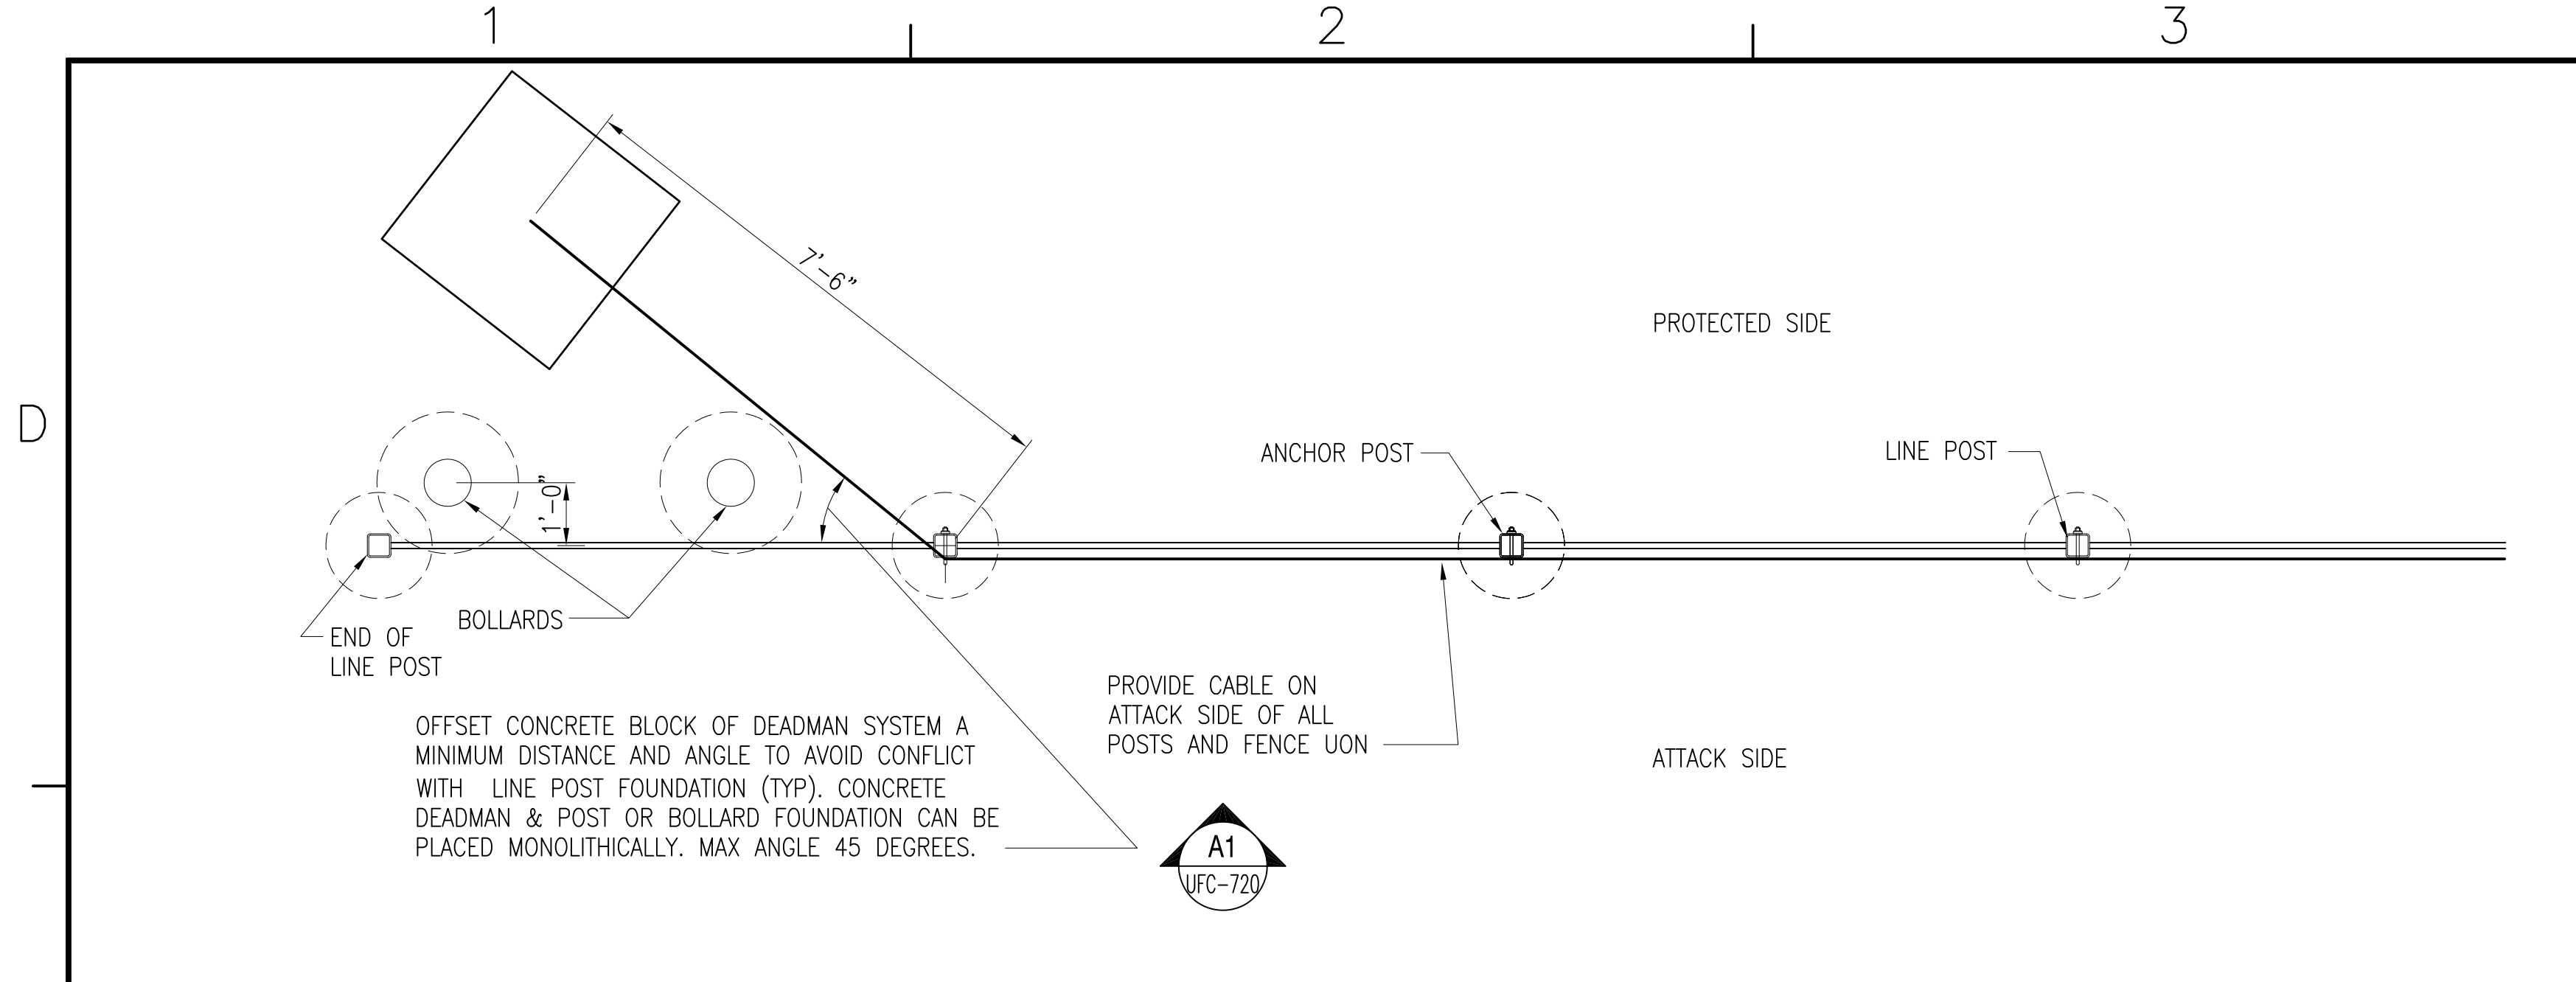 1
2
3
D
7'-6"
PROTECTED SIDE
ANCHOR POST
LINE POST
1'-0"
BOLLARDS
END OF
LINE POST
PROVIDE CABLE ON
ATTACK SIDE OF ALL
POSTS AND FENCE UON
OFFSET CONCRETE BLOCK OF DEADMAN SYSTEM A
MINIMUM DISTANCE AND ANGLE TO AVOID CONFLICT
WITH LINE POST FOUNDATION (TYP). CONCRETE
DEADMAN & POST OR BOLLARD FOUNDATION CAN BE
PLACED MONOLITHICALLY. MAX ANGLE 45 DEGREES.
ATTACK SIDE
A1
UFC-720